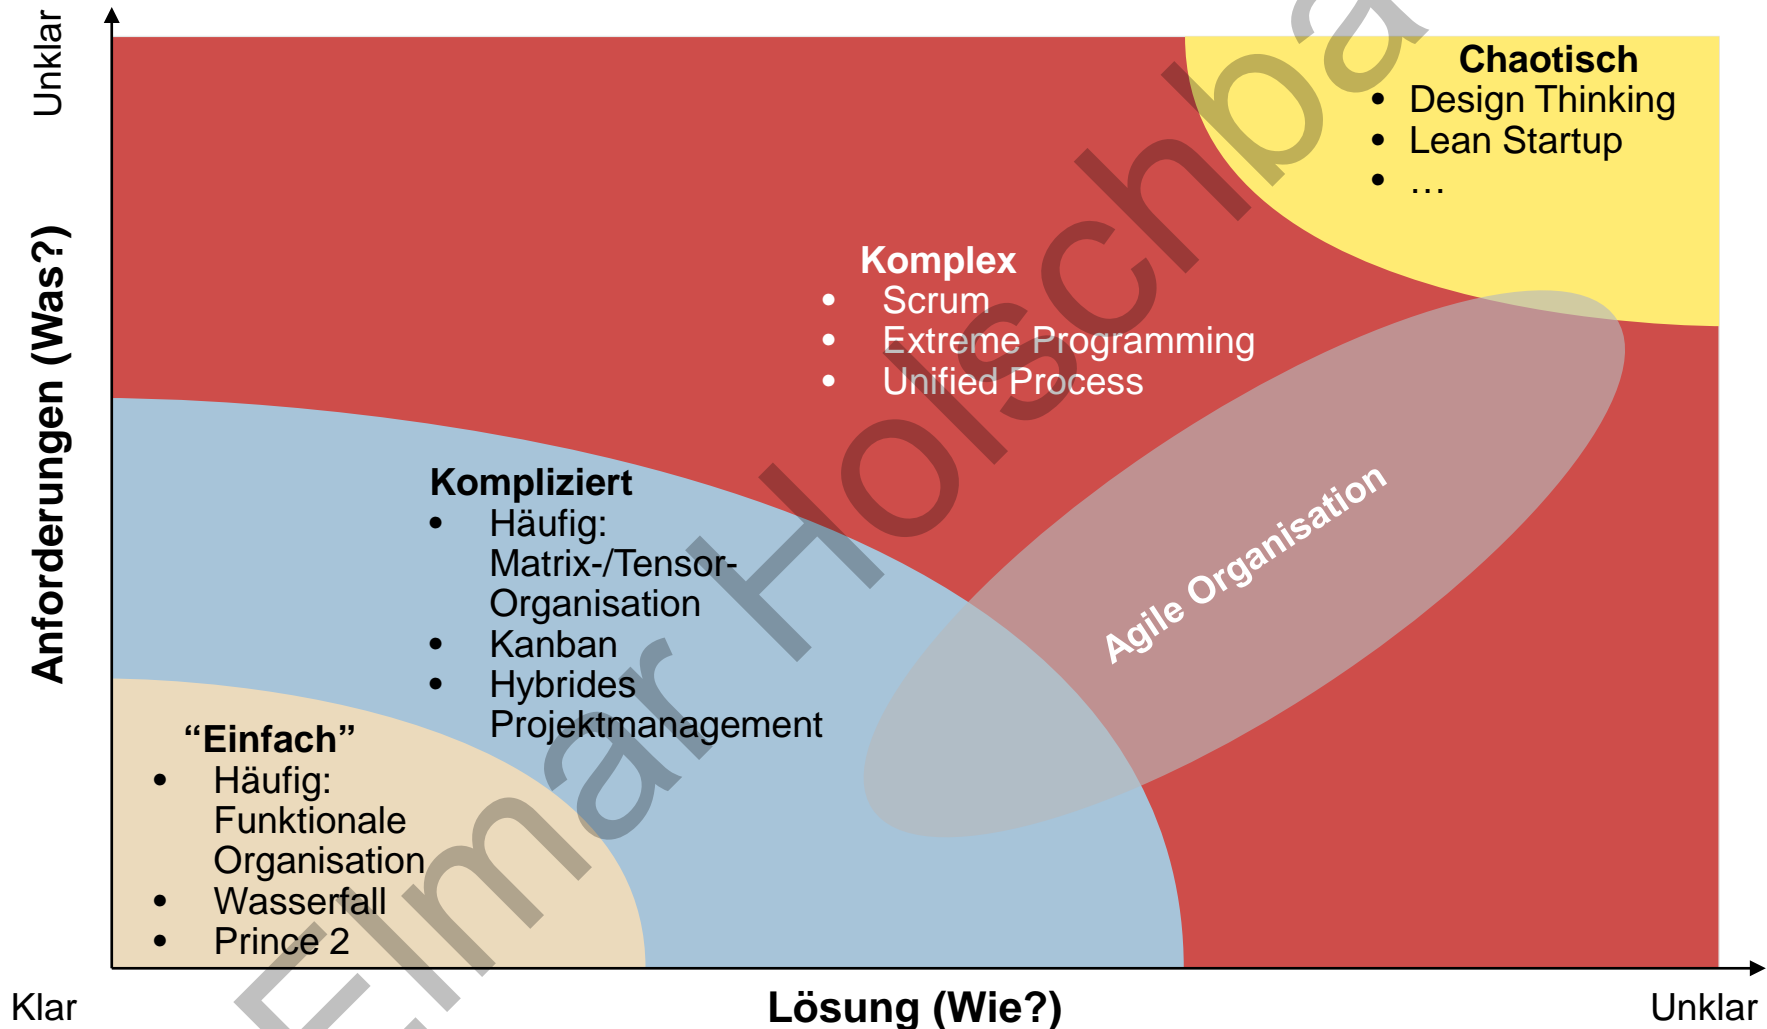 Unklar
Anforderungen (Was?)
Chaotisch
• Design Thinking
• Lean Startup
• …
Komplex
• Scrum
• Extreme Programming
• Unified Process
Kompliziert
• Häufig:
Matrix-/Tensor-
Organisation
• Kanban
• Hybrides
Projektmanagement
Agile Organisation
“Einfach”
• Häufig:
Funktionale
Organisation
• Wasserfall
• Prince 2
Klar
Lösung (Wie?)
Unklar
Elmar Holschba